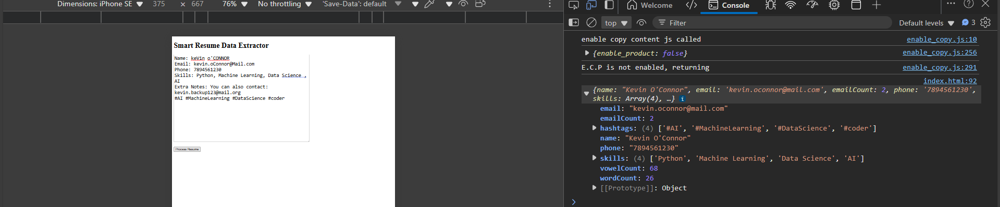 Dimensions: iPhone SE 375 × 667 76% No throttling 'Save-Data': default
Smart Resume Data Extractor
Name: keVin o'CONNOR
Email: kevin.oConnor@Mail.com
Phone: 7894561230
Skills: Python, Machine Learning, Data Science ,
AI
Extra Notes: You can also contact:
kevin.backup123@mail.org
#AI #MachineLearning #DataScience #coder
Process Resume
Welcome Console
top Filter Default levels 3
enable copy content js called enable_copy.js:10
{enable_product: false} enable_copy.js:256
E.C.P is not enabled, returning enable_copy.js:291
index.html:92
{name: "Kevin O'Connor", email: 'kevin.oconnor@mail.com', emailCount: 2, phone: '7894561230',
skills: Array(4), …} i
email: "kevin.oconnor@mail.com"
emailCount: 2
hashtags: (4) ['#AI', '#MachineLearning', '#DataScience', '#coder']
name: "Kevin O'Connor"
phone: "7894561230"
skills: (4) ['Python', 'Machine Learning', 'Data Science', 'AI']
vowelCount: 68
wordCount: 26
[[Prototype]]: Object